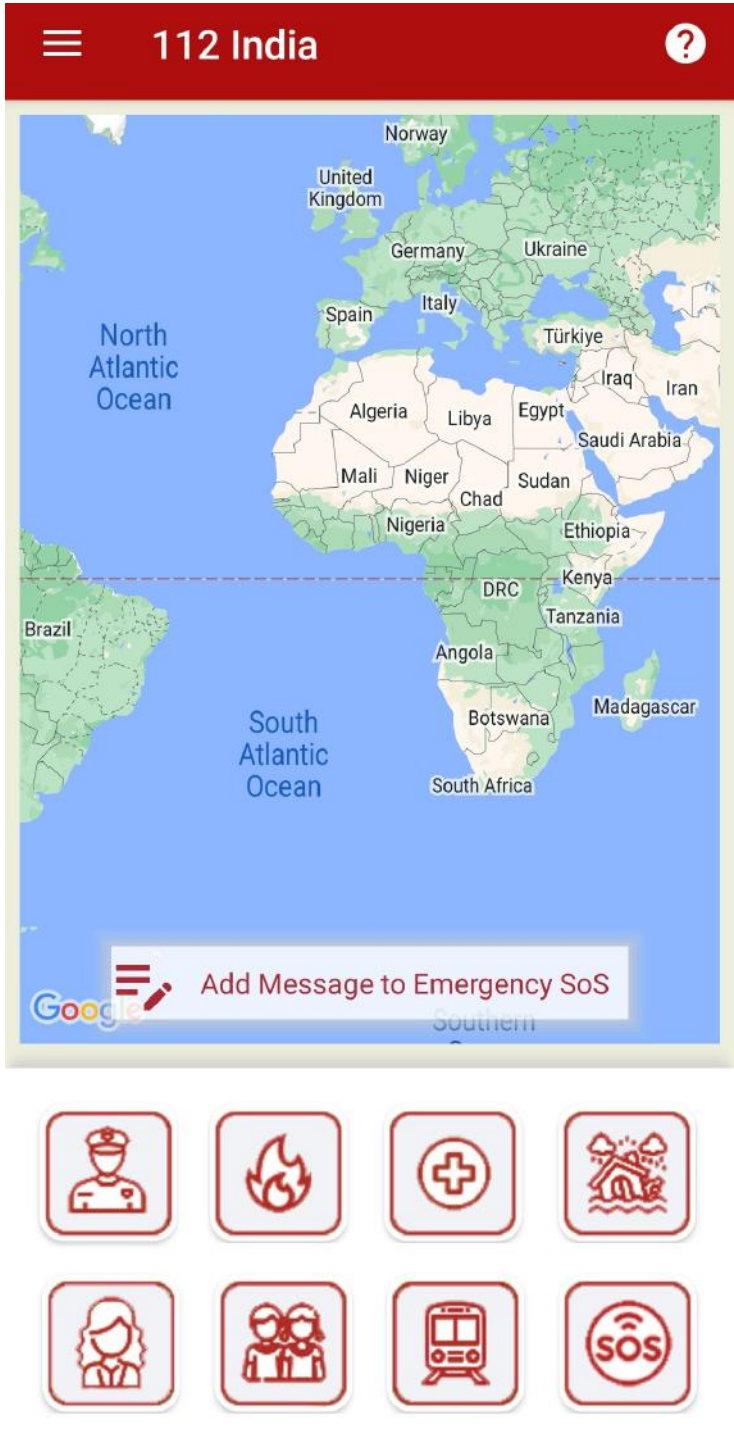 112 India
?
Norway
United
Kingdom
Germany
Ukraine
Spain
Italy
Türkiye
North
Atlantic
Ocean
Iraq
Iran
Algeria
Libya
Egypt
Saudi Arabia
Mali
Niger
Chad
Sudan
Nigeria
Ethiopia
DRC
Kenya
Brazil
Tanzania
Angola
Madagascar
South
Atlantic
Ocean
Botswana
South Africa
Add Message to Emergency SoS
Google
Southern
SOS